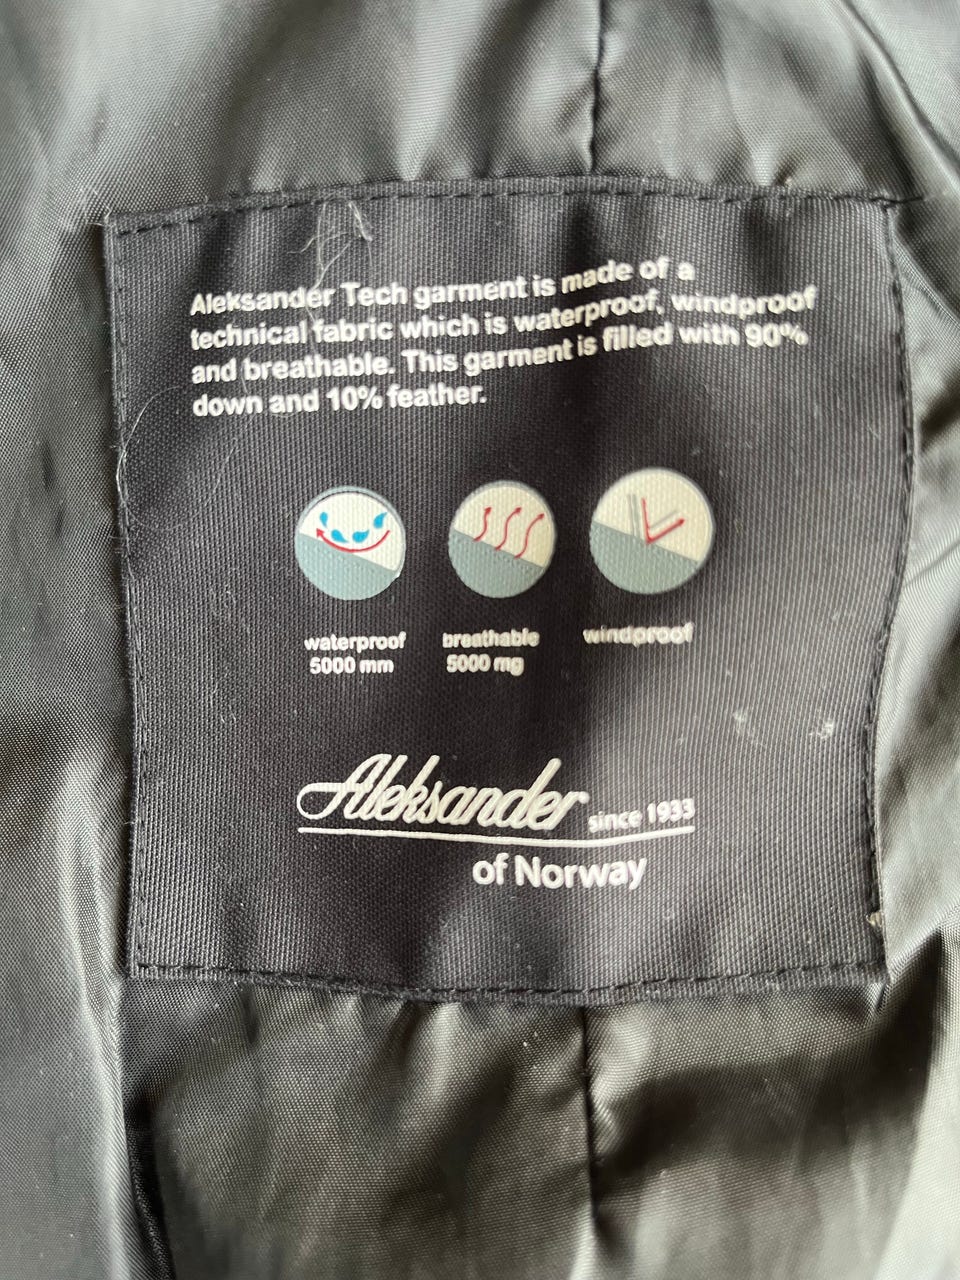 Aleksander Tech garment is made of a
technical fabric which is waterproof, windproof
and breathable. This garment is filled with 90%
down and 10% feather.
waterproof
5000 mm
breathable
5000 mg
windproof
Aleksander since 1933
of Norway